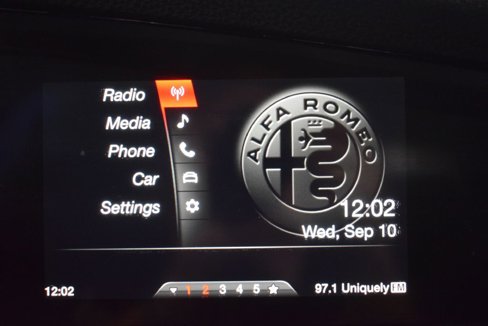 Radio
Media
Phone
Car
Settings
ALFA ROMEO
12:02
Wed, Sep 10
12:02
1 2 3 4 5
97.1 Uniquely FM